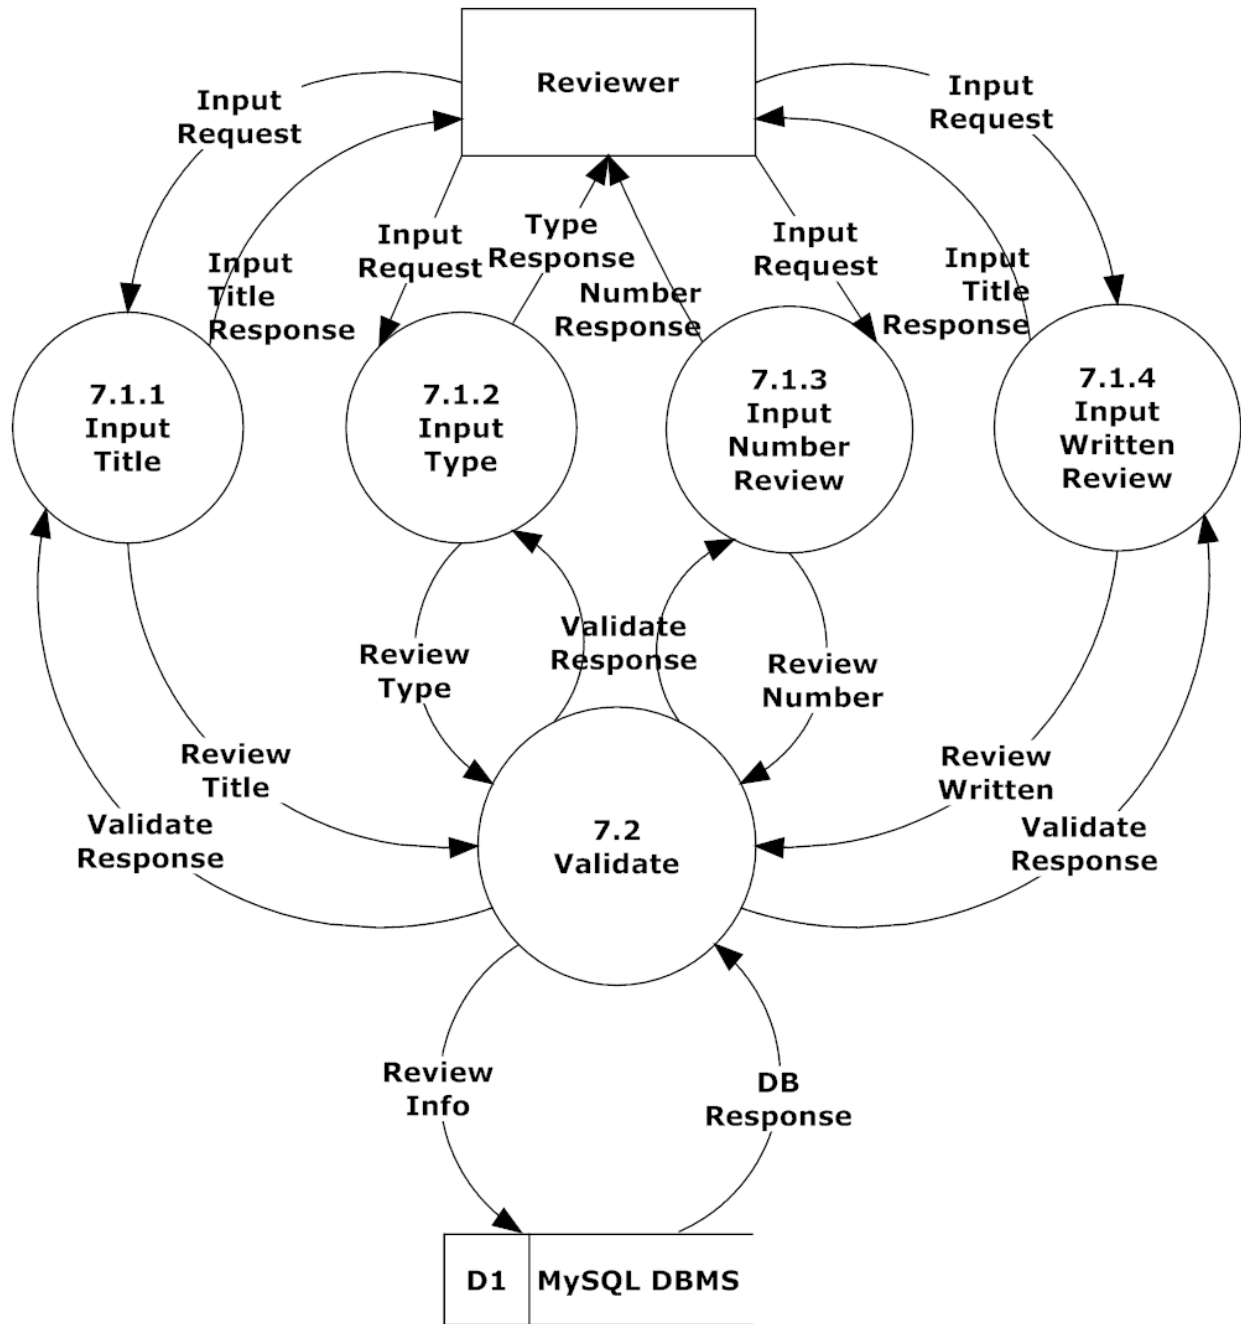 Reviewer
Input
Request
Input
Request
Input
Request
Type
Response
Input
Request
Input
Title
Response
Number
Response
Input
Title
Response
7.1.1
Input
Title
7.1.2
Input
Type
7.1.3
Input
Number
Review
7.1.4
Input
Written
Review
Review
Type
Validate
Response
Review
Number
Review
Title
Review
Written
Validate
Response
7.2
Validate
Validate
Response
Review
Info
DB
Response
D1 MySQL DBMS